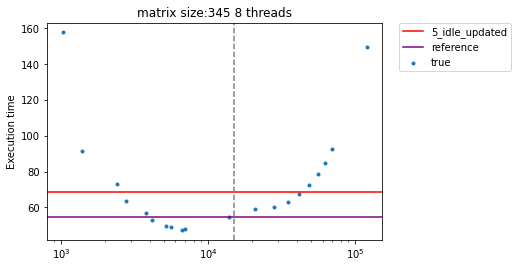 matrix size:345 8 threads
Execution time
160
140
120
100
80
60
10³
10⁴
10⁵
5_idle_updated
reference
true